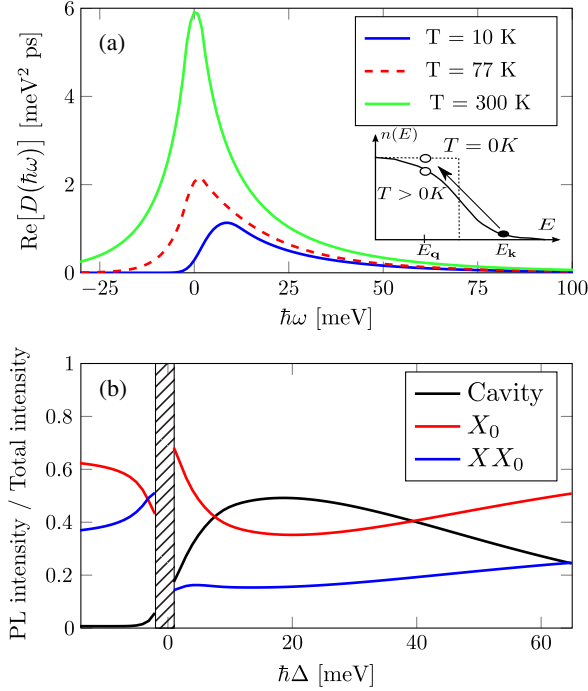 (a)
Re[D(ℏω)] [meV² ps]
6
4
2
0
T = 10 K
T = 77 K
T = 300 K
n(E)
T = 0K
T > 0K
E
E_q
E_k
−25
0
25
50
75
100
ℏω [meV]
(b)
PL intensity / Total intensity
1
0.8
0.6
0.4
0.2
0
Cavity
X₀
XX₀
0
20
40
60
ℏΔ [meV]